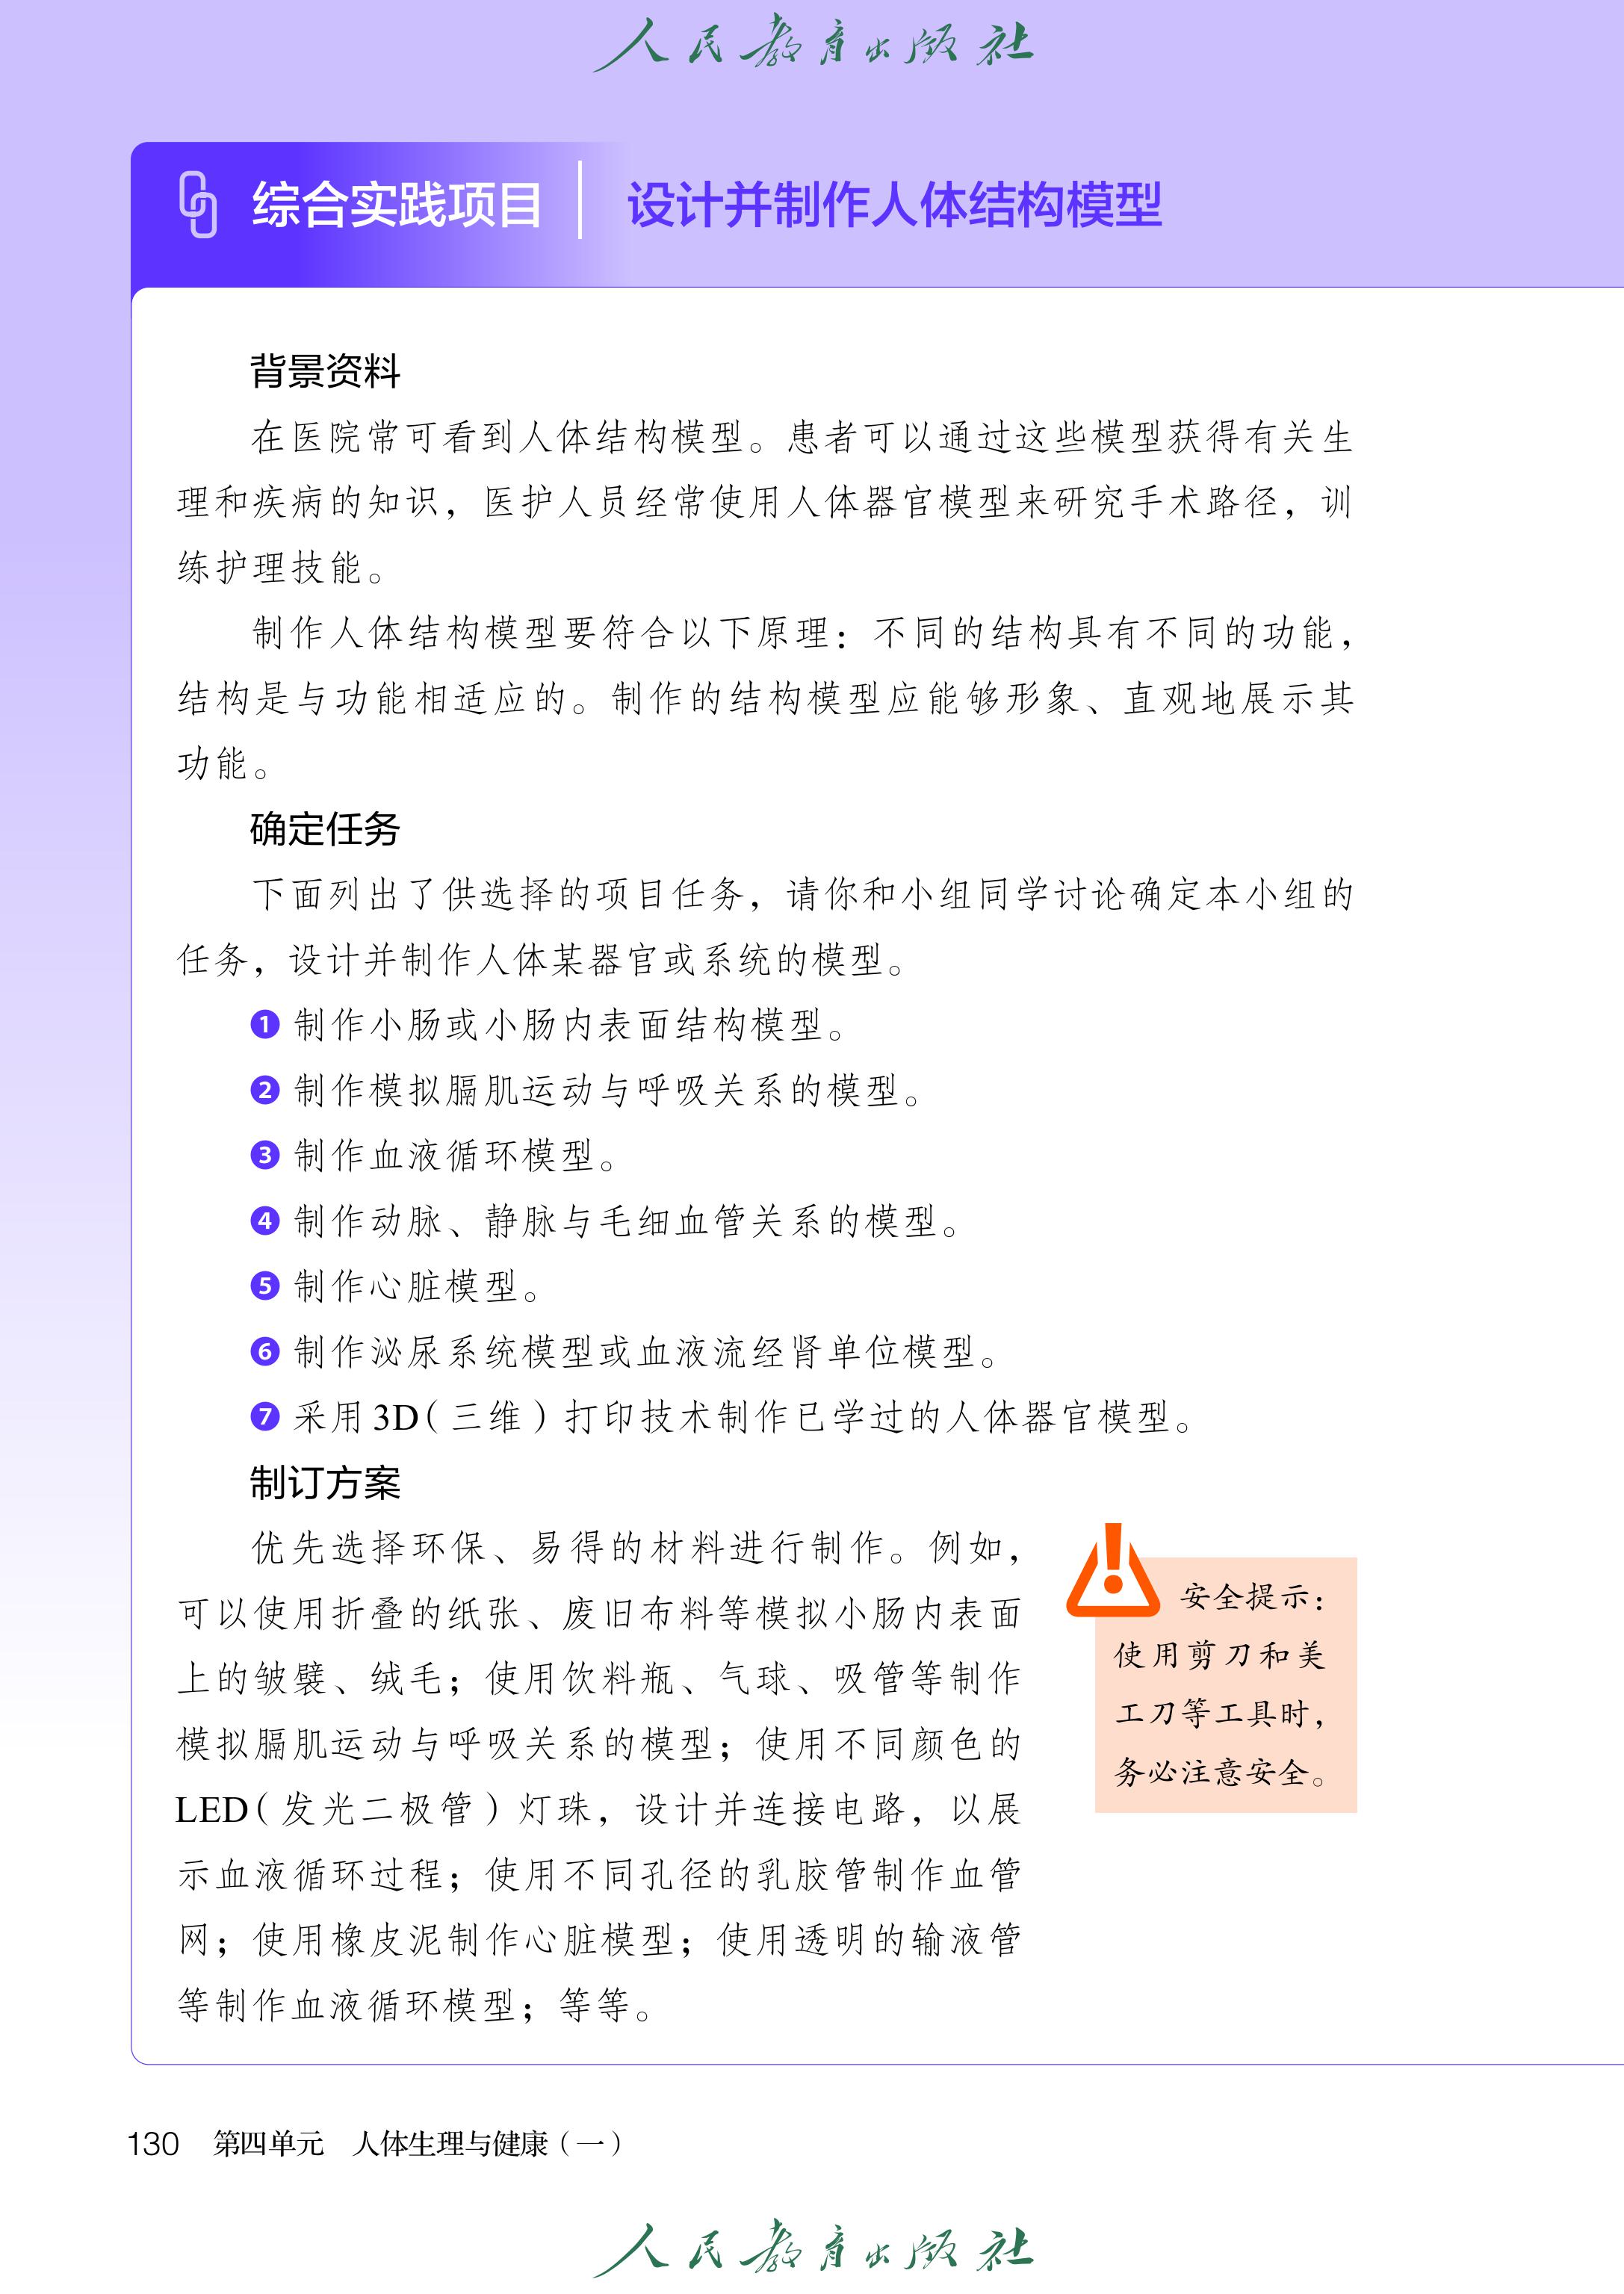 人民教育出版社
综合实践项目 设计并制作人体结构模型
背景资料
在医院常可看到人体结构模型。患者可以通过这些模型获得有关生
理和疾病的知识，医护人员经常使用人体器官模型来研究手术路径，训
练护理技能。
制作人体结构模型要符合以下原理：不同的结构具有不同的功能，
结构是与功能相适应的。制作的结构模型应能够形象、直观地展示其
功能。
确定任务
下面列出了供选择的项目任务，请你和小组同学讨论确定本小组的
任务，设计并制作人体某器官或系统的模型。
❶ 制作小肠或小肠内表面结构模型。
❷ 制作模拟膈肌运动与呼吸关系的模型。
❸ 制作血液循环模型。
❹ 制作动脉、静脉与毛细血管关系的模型。
❺ 制作心脏模型。
❻ 制作泌尿系统模型或血液流经肾单位模型。
❼ 采用3D（三维）打印技术制作已学过的人体器官模型。
制订方案
优先选择环保、易得的材料进行制作。例如，
可以使用折叠的纸张、废旧布料等模拟小肠内表面
上的皱襞、绒毛；使用饮料瓶、气球、吸管等制作
模拟膈肌运动与呼吸关系的模型；使用不同颜色的
LED（发光二极管）灯珠，设计并连接电路，以展
示血液循环过程；使用不同孔径的乳胶管制作血管
网；使用橡皮泥制作心脏模型；使用透明的输液管
等制作血液循环模型；等等。
安全提示：
使用剪刀和美
工刀等工具时，
务必注意安全。
130 第四单元 人体生理与健康（一）
人民教育出版社